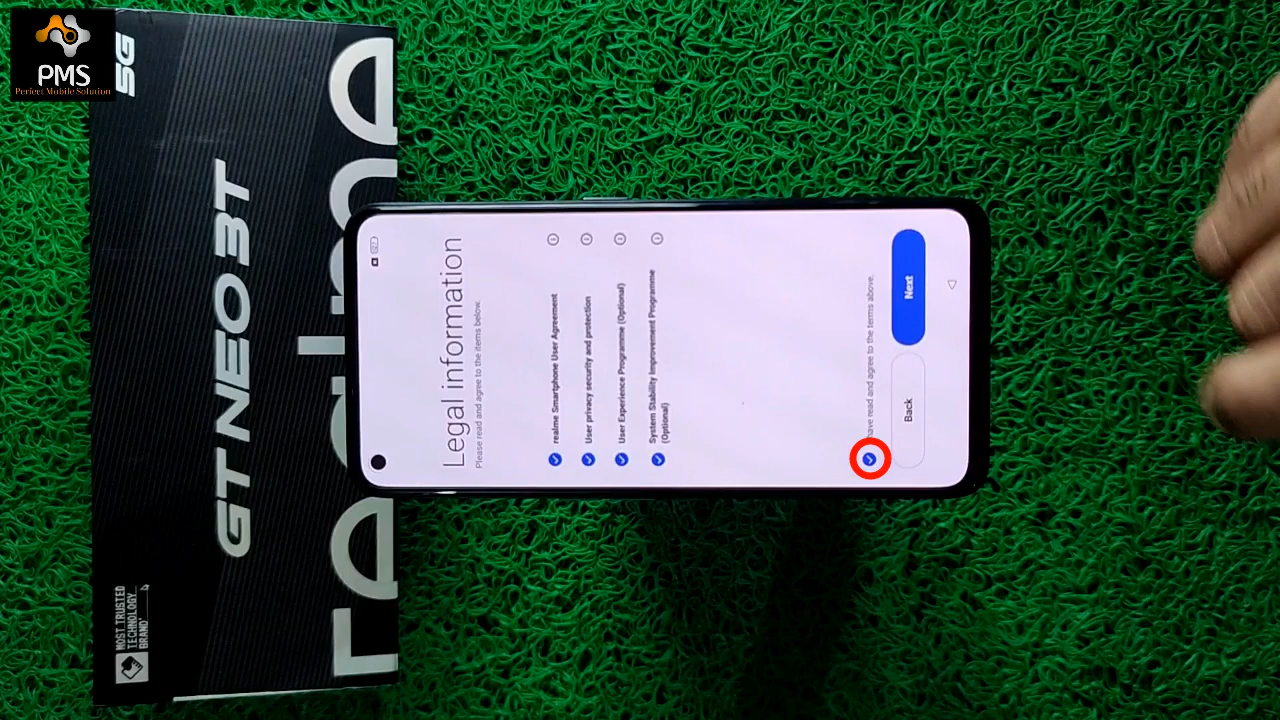 PMS
Perfect Mobile Solution
5G
realme
GT NEO 3T
MOST TRUSTED
TECHNOLOGY
BRAND
Legal information
Please read and agree to the items below.
realme Smartphone User Agreement
User privacy security and protection
User Experience Programme (Optional)
System Stability Improvement Programme
(Optional)
have read and agree to the terms above.
Back
Next